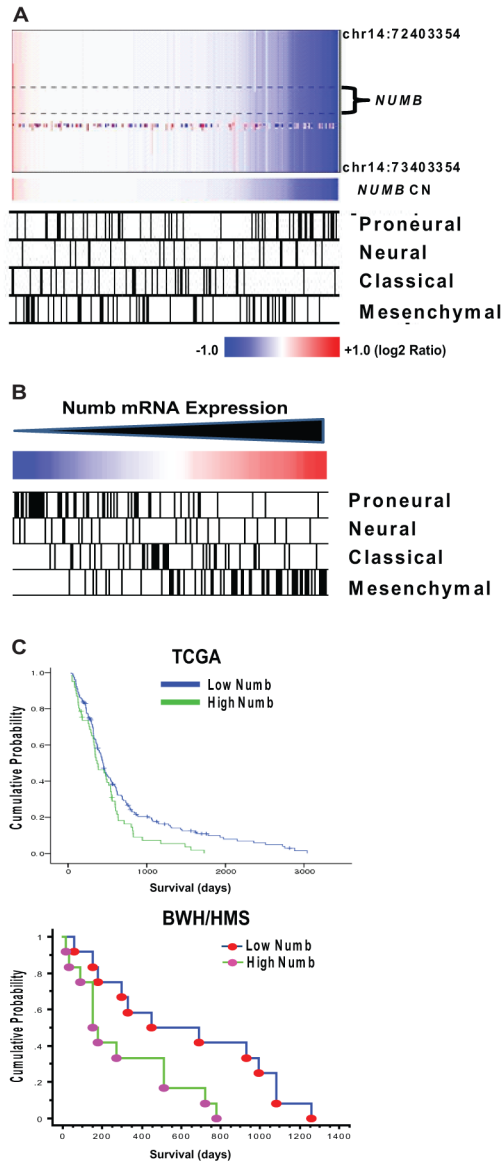 A
chr14:72403354
NUMB
chr14:73403354
NUMB CN
Proneural
Neural
Classical
Mesenchymal
-1.0 +1.0 (log2 Ratio)
B
Numb mRNA Expression
Proneural
Neural
Classical
Mesenchymal
C
TCGA
Low Numb
High Numb
Cumulative Probability
1.0
0.8
0.6
0.4
0.2
0.0
0 1000 2000 3000
Survival (days)
BWH/HMS
Low Numb
High Numb
Cumulative Probability
1
.8
.6
.4
.2
0
0 200 400 600 800 1000 1200 1400
Survival (days)